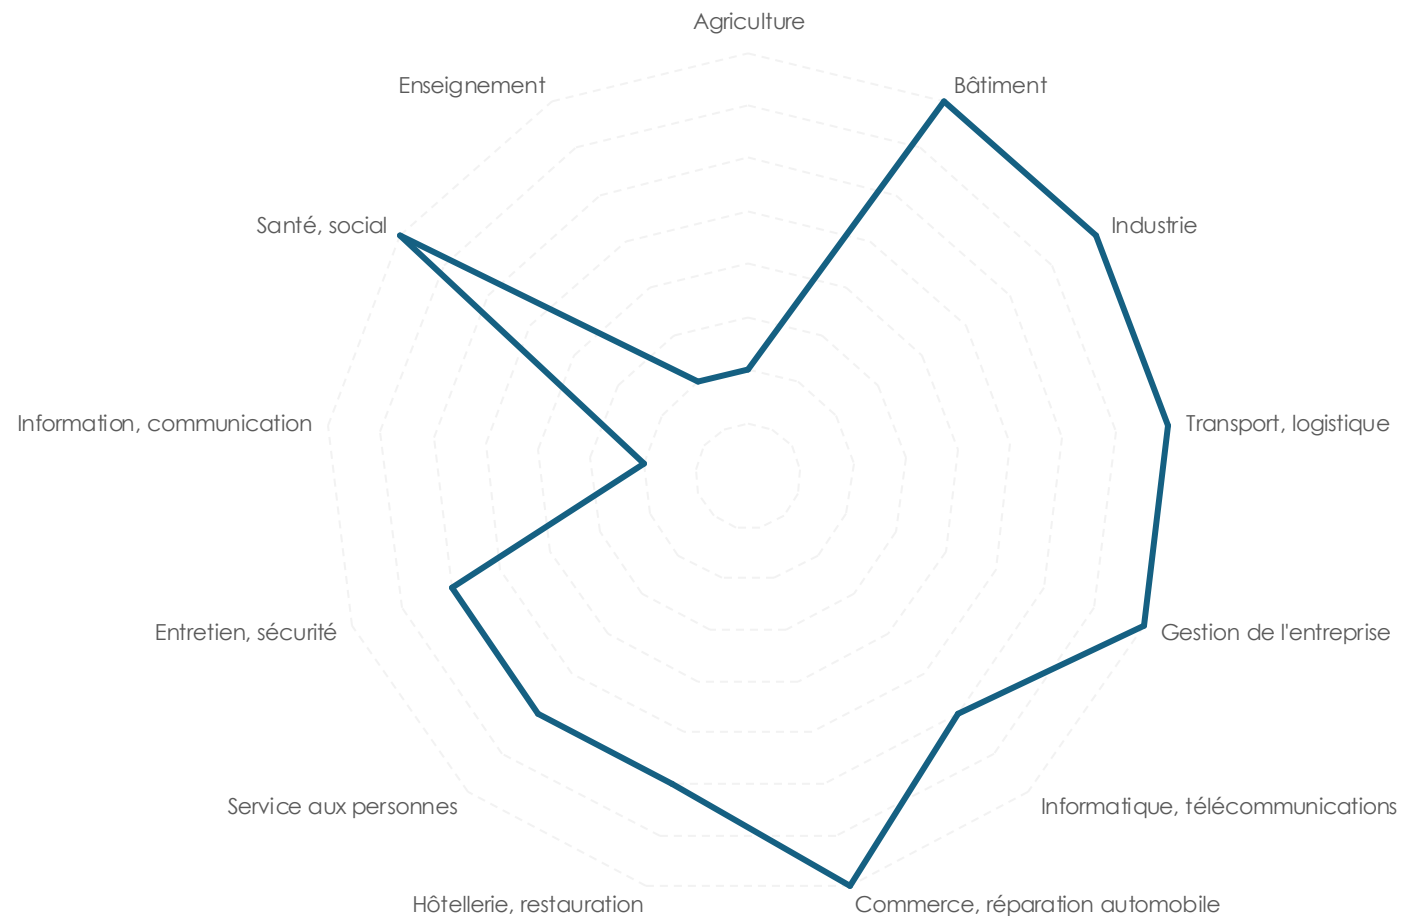 Agriculture
Enseignement
Bâtiment
Santé, social
Industrie
Information, communication
Transport, logistique
Entretien, sécurité
Gestion de l'entreprise
Service aux personnes
Informatique, télécommunications
Hôtellerie, restauration
Commerce, réparation automobile